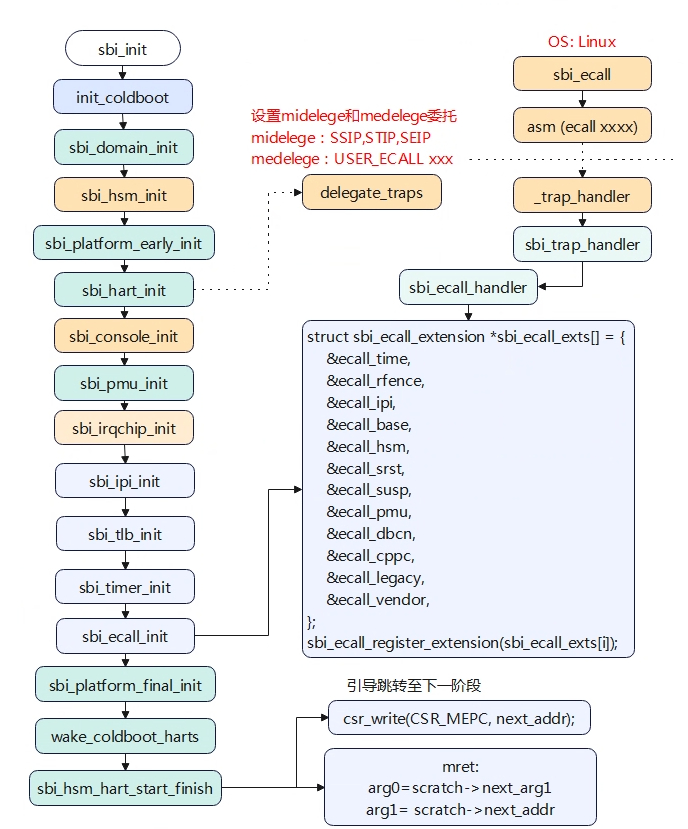 sbi_init
init_coldboot
sbi_domain_init
sbi_hsm_init
sbi_platform_early_init
sbi_hart_init
sbi_console_init
sbi_pmu_init
sbi_irqchip_init
sbi_ipi_init
sbi_tlb_init
sbi_timer_init
sbi_ecall_init
sbi_platform_final_init
wake_coldboot_harts
sbi_hsm_hart_start_finish
设置midelege和medelege委托
midelege：SSIP,STIP,SEIP
medelege：USER_ECALL xxx
delegate_traps
OS: Linux
sbi_ecall
asm (ecall xxxx)
_trap_handler
sbi_trap_handler
sbi_ecall_handler
struct sbi_ecall_extension *sbi_ecall_exts[] = {
&ecall_time,
&ecall_rfence,
&ecall_ipi,
&ecall_base,
&ecall_hsm,
&ecall_srst,
&ecall_susp,
&ecall_pmu,
&ecall_dbcn,
&ecall_cppc,
&ecall_legacy,
&ecall_vendor,
};
sbi_ecall_register_extension(sbi_ecall_exts[i]);
引导跳转至下一阶段
csr_write(CSR_MEPC, next_addr);
mret:
arg0=scratch->next_arg1
arg1= scratch->next_addr